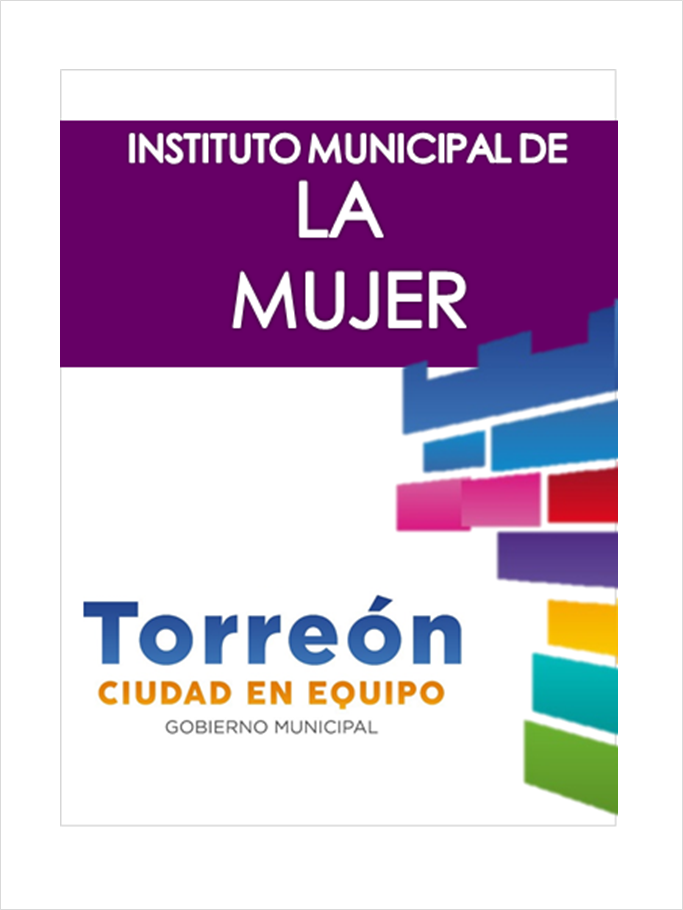 INSTITUTO MUNICIPAL DE
LA
MUJER
Torreón
CIUDAD EN EQUIPO
GOBIERNO MUNICIPAL